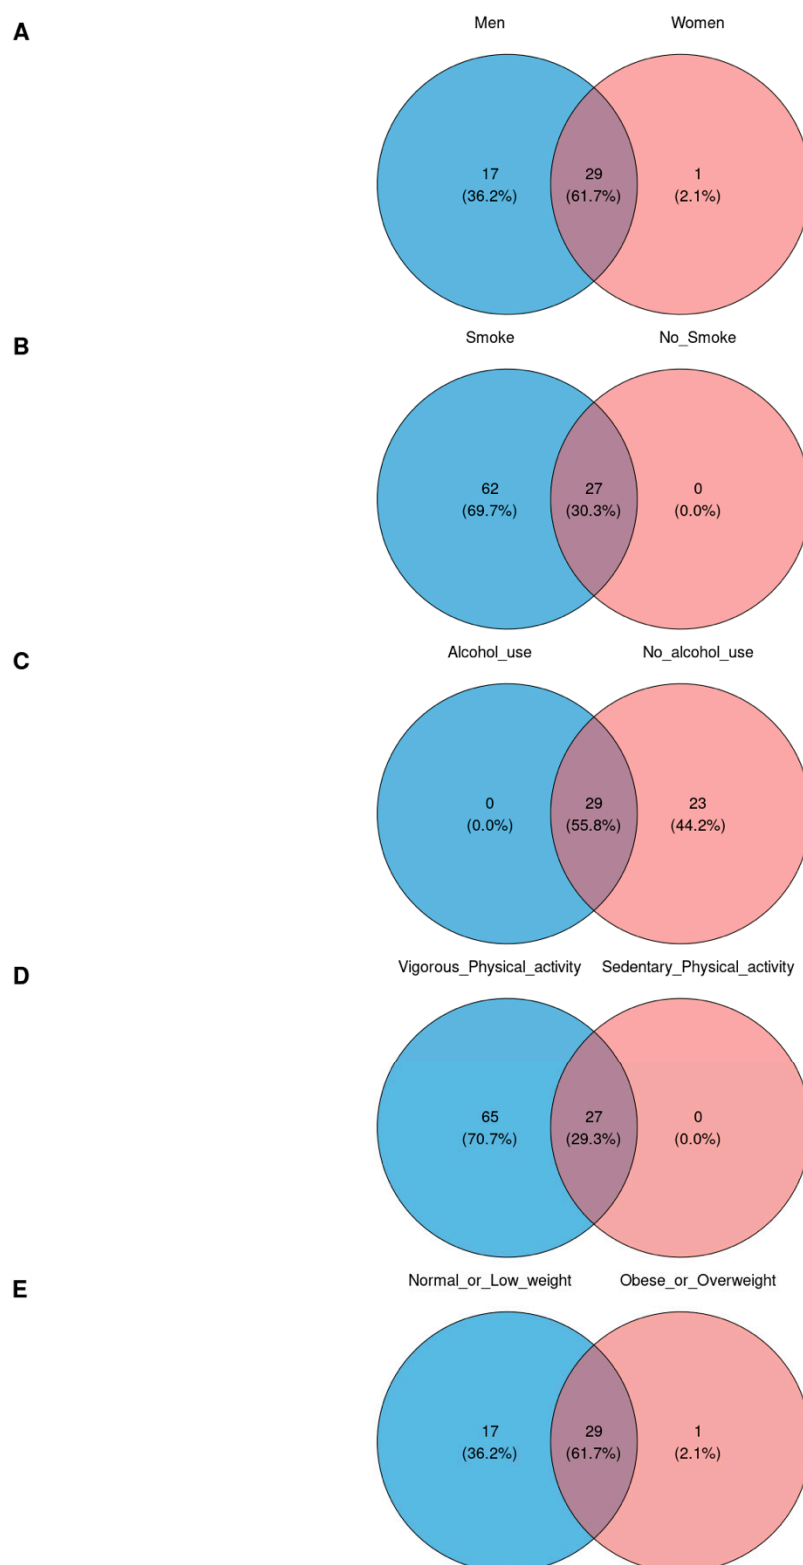 A
Men Women
17 29 1
(36.2%) (61.7%) (2.1%)
B
Smoke No_Smoke
62 27 0
(69.7%) (30.3%) (0.0%)
C
Alcohol_use No_alcohol_use
0 29 23
(0.0%) (55.8%) (44.2%)
D
Vigorous_Physical_activity Sedentary_Physical_activity
65 27 0
(70.7%) (29.3%) (0.0%)
E
Normal_or_Low_weight Obese_or_Overweight
17 29 1
(36.2%) (61.7%) (2.1%)